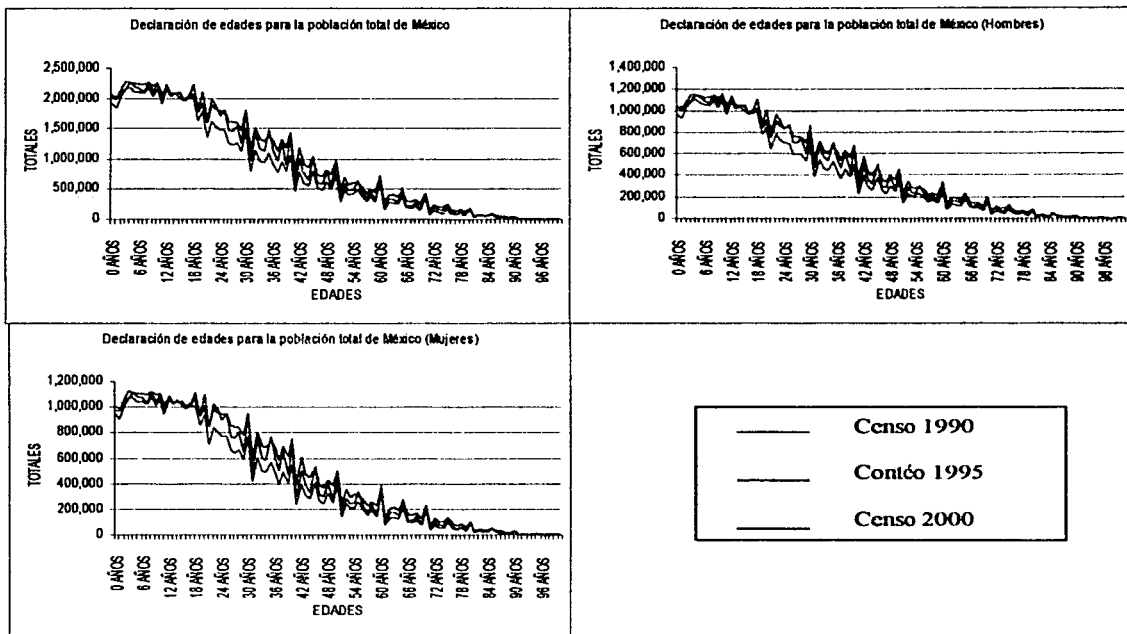 Declaración de edades para la población total de México
2,500,000
2,000,000
1,500,000
1,000,000
500,000
0
TOTALES
0 AÑOS
6 AÑOS
12 AÑOS
18 AÑOS
24 AÑOS
30 AÑOS
36 AÑOS
42 AÑOS
48 AÑOS
54 AÑOS
60 AÑOS
66 AÑOS
72 AÑOS
78 AÑOS
84 AÑOS
90 AÑOS
96 AÑOS
EDADES
Declaración de edades para la población total de México (Hombres)
1,400,000
1,200,000
1,000,000
800,000
600,000
400,000
200,000
0
TOTALES
0 AÑOS
6 AÑOS
12 AÑOS
18 AÑOS
24 AÑOS
30 AÑOS
36 AÑOS
42 AÑOS
48 AÑOS
54 AÑOS
60 AÑOS
66 AÑOS
72 AÑOS
78 AÑOS
84 AÑOS
90 AÑOS
96 AÑOS
EDADES
Declaración de edades para la población total de México (Mujeres)
1,200,000
1,000,000
800,000
600,000
400,000
200,000
0
TOTALES
0 AÑOS
6 AÑOS
12 AÑOS
18 AÑOS
24 AÑOS
30 AÑOS
36 AÑOS
42 AÑOS
48 AÑOS
54 AÑOS
60 AÑOS
66 AÑOS
72 AÑOS
78 AÑOS
84 AÑOS
90 AÑOS
96 AÑOS
EDADES
Censo 1990
Contéo 1995
Censo 2000